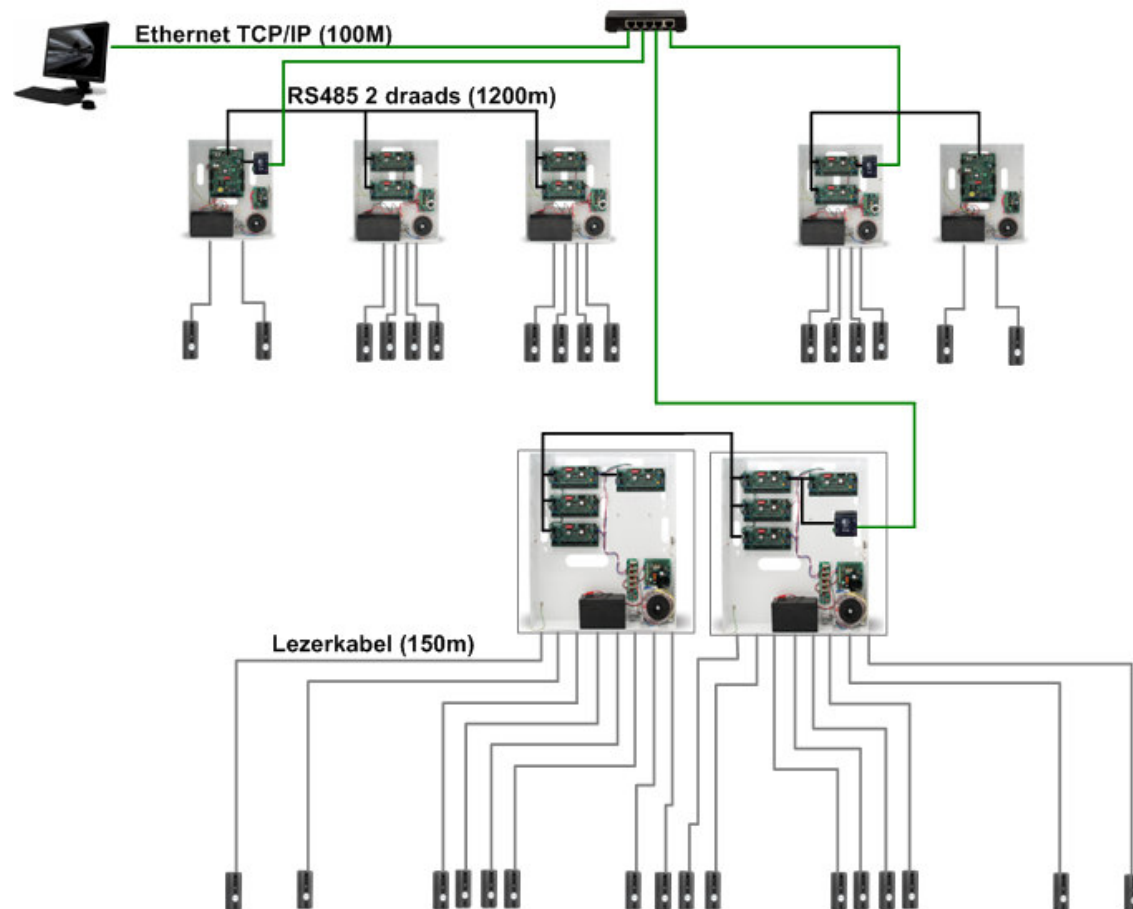 Ethernet TCP/IP (100M)
RS485 2 draads (1200m)
Lezerkabel (150m)